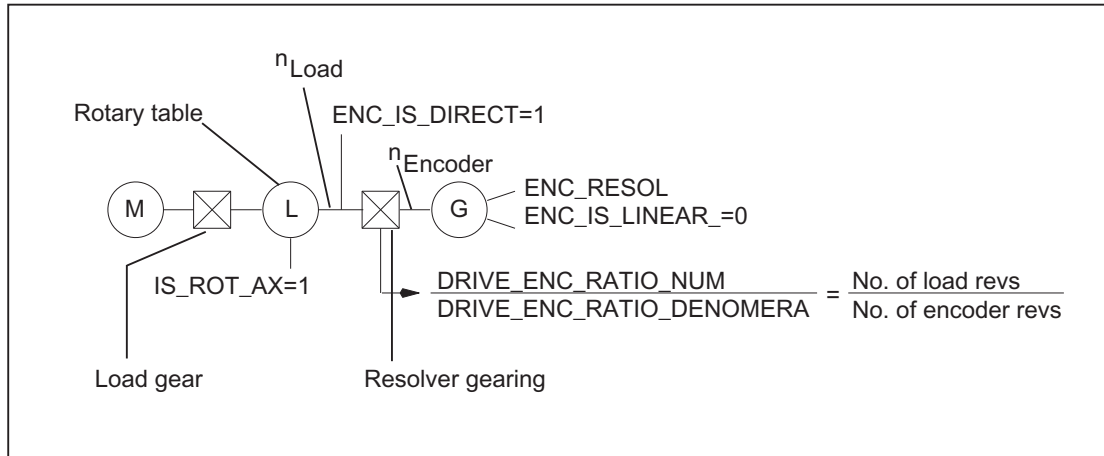 n Load
Rotary table
ENC_IS_DIRECT=1
n Encoder
M
L
G
ENC_RESOL
ENC_IS_LINEAR_=0
IS_ROT_AX=1
DRIVE_ENC_RATIO_NUM
DRIVE_ENC_RATIO_DENOMERA
=
No. of load revs
No. of encoder revs
Load gear
Resolver gearing